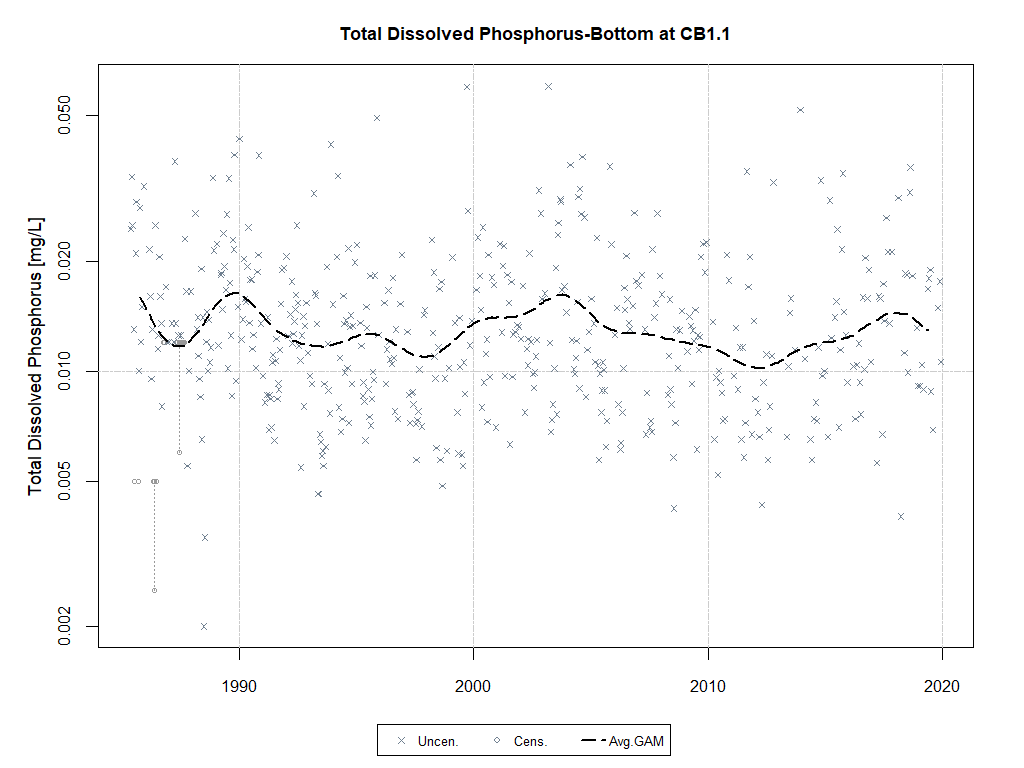 Total Dissolved Phosphorus-Bottom at CB1.1
Total Dissolved Phosphorus [mg/L]
0.050
0.020
0.010
0.005
0.002
1990 2000 2010 2020
Uncen. Cens. Avg.GAM